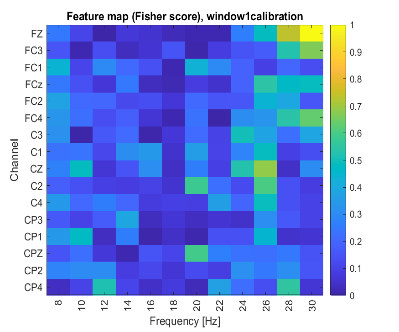 Feature map (Fisher score), window1calibration
FZ
FC3
FC1
FCz
FC2
FC4
C3
C1
CZ
C2
C4
CP3
CP1
CPZ
CP2
CP4
Channel
8 10 12 14 16 18 20 22 24 26 28 30
Frequency [Hz]
1
0.9
0.8
0.7
0.6
0.5
0.4
0.3
0.2
0.1
0